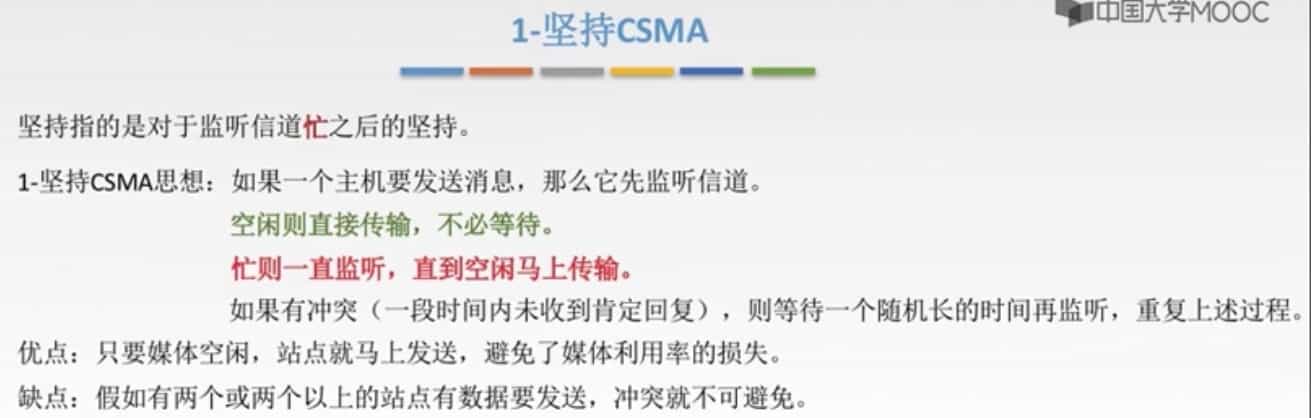 中国大学MOOC
1-坚持CSMA
坚持指的是对于监听信道忙之后的坚持。
1-坚持CSMA思想：如果一个主机要发送消息，那么它先监听信道。
空闲则直接传输，不必等待。
忙则一直监听，直到空闲马上传输。
如果有冲突（一段时间内未收到肯定回复），则等待一个随机长的时间再监听，重复上述过程。
优点：只要媒体空闲，站点就马上发送，避免了媒体利用率的损失。
缺点：假如有两个或两个以上的站点有数据要发送，冲突就不可避免。